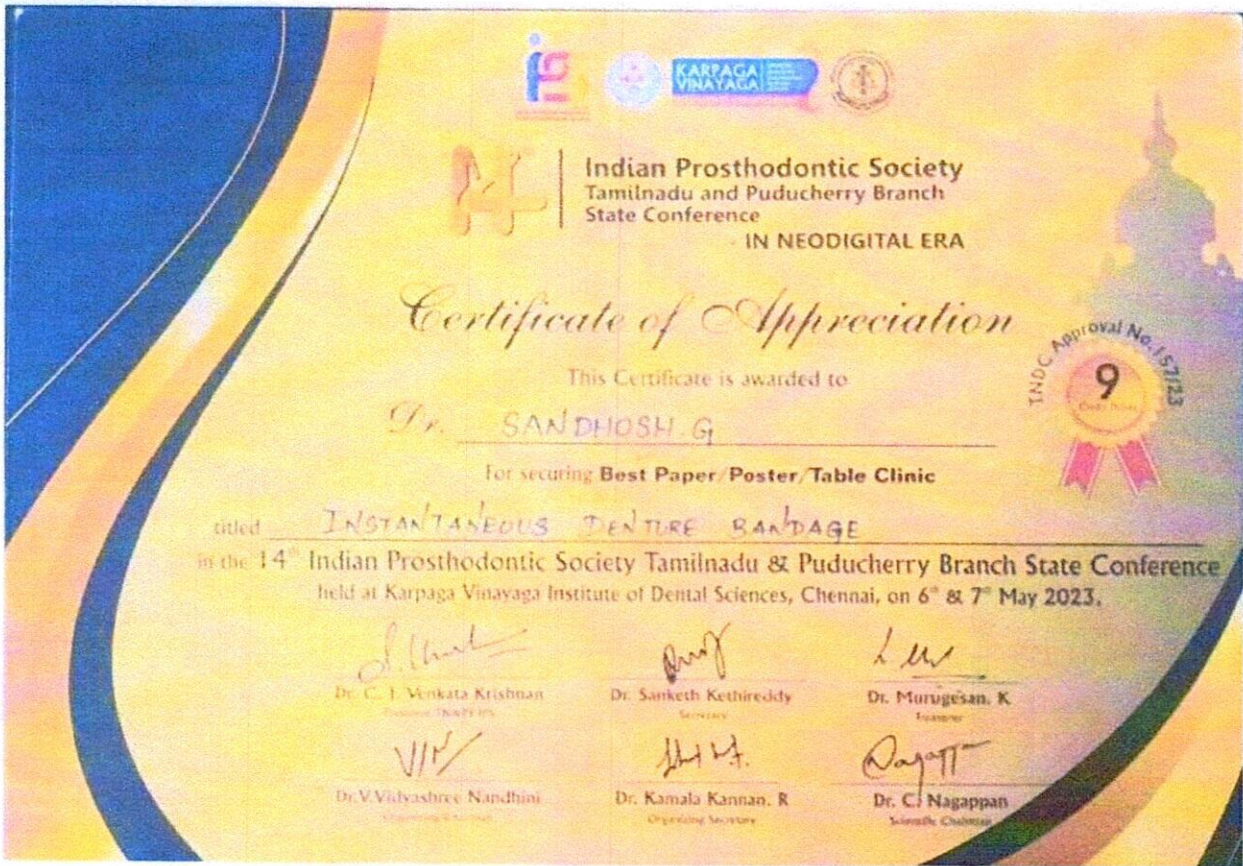 KARPAGA
VINAYAGA
Indian Prosthodontic Society
Tamilnadu and Puducherry Branch
State Conference
IN NEODIGITAL ERA
Certificate of Appreciation
TNDC Approval No.157/23
9
This Certificate is awarded to
Dr. SANDHOSH.G
For securing Best Paper/Poster/Table Clinic
titled INSTANTANEOUS DENTURE BANDAGE
in the 14th Indian Prosthodontic Society Tamilnadu & Puducherry Branch State Conference
held at Karpaga Vinayaga Institute of Dental Sciences, Chennai, on 6th & 7th May 2023.
Dr. C. J. Venkata Krishnan Dr. Sanketh Kethireddy Dr. Murugesan. K
Secretary Treasurer
Dr.V.Vidyashree Nandhini Dr. Kamala Kannan. R Dr. C. Nagappan
Organizing Secretary Scientific Chairman